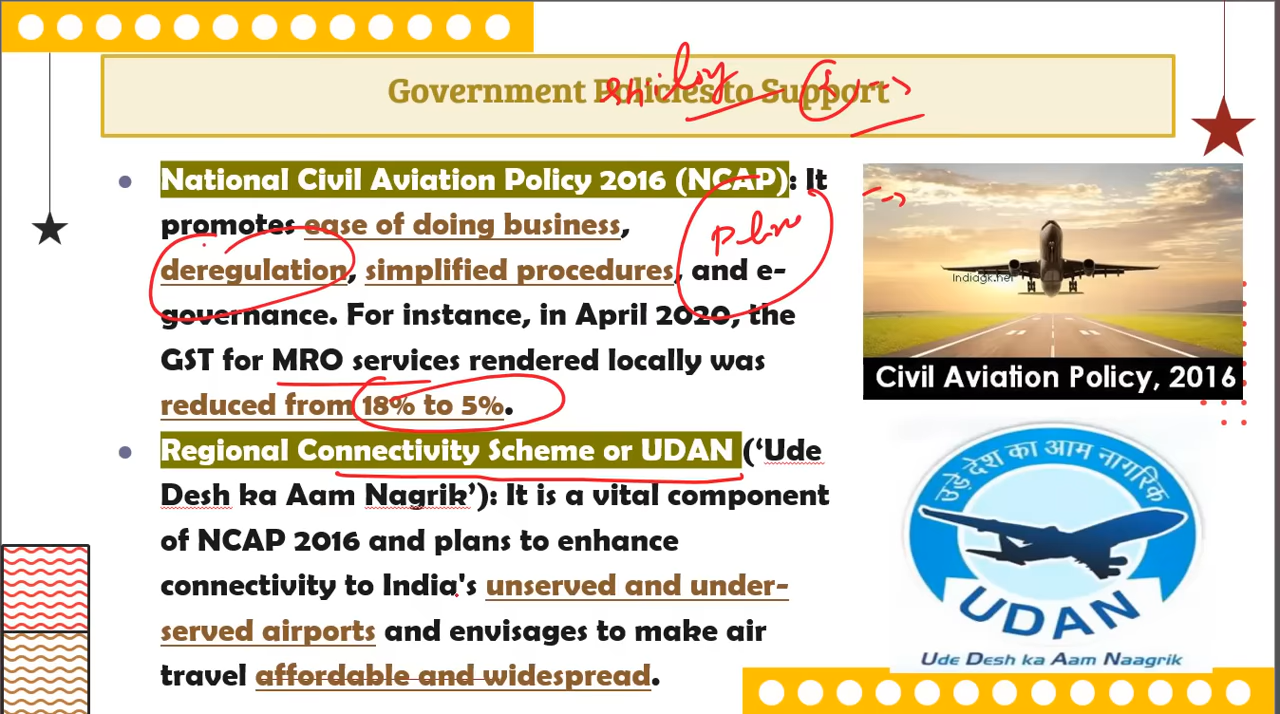 Government Policies to Support
National Civil Aviation Policy 2016 (NCAP): It
promotes ease of doing business,
deregulation, simplified procedures, and e-
governance. For instance, in April 2020, the
GST for MRO services rendered locally was
reduced from 18% to 5%.
Regional Connectivity Scheme or UDAN (‘Ude
Desh ka Aam Nagrik’): It is a vital component
of NCAP 2016 and plans to enhance
connectivity to India's unserved and under-
served airports and envisages to make air
travel affordable and widespread.
Indiagk.net
Civil Aviation Policy, 2016
उड़े देश का आम नागरिक
UDAN
Ude Desh ka Aam Naagrik